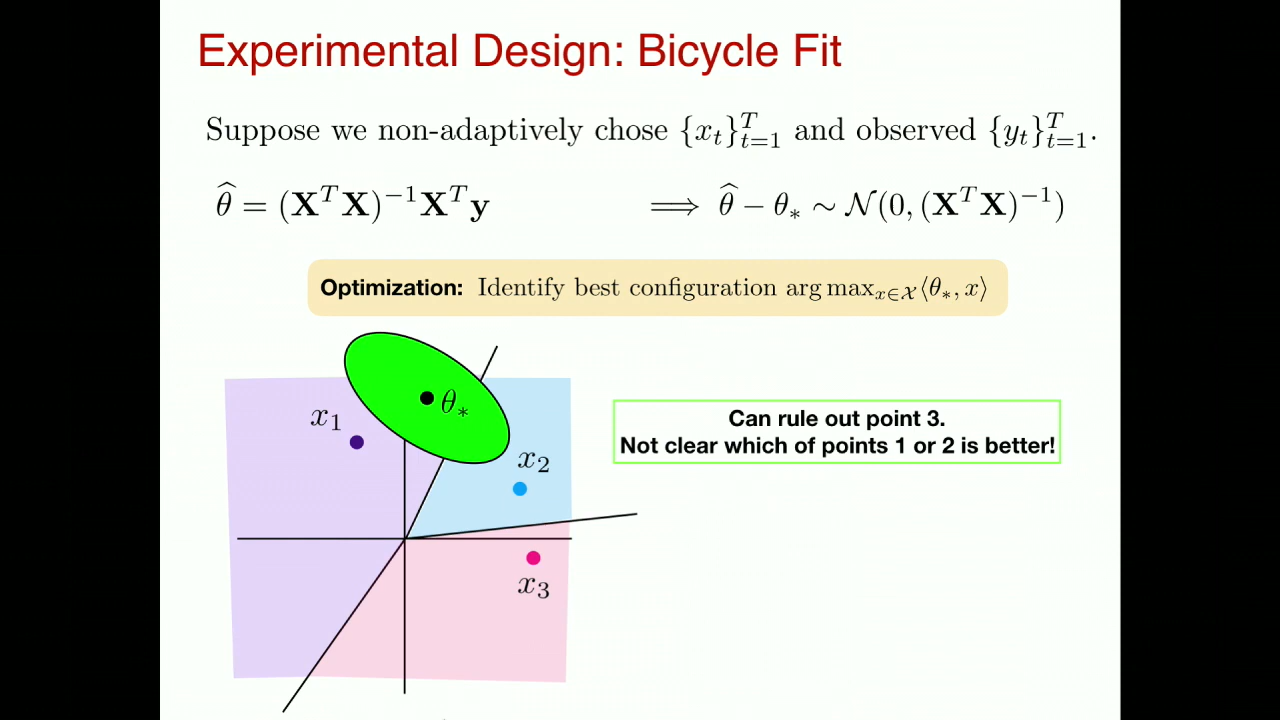 Experimental Design: Bicycle Fit
Suppose we non-adaptively chose {x_t}_{t=1}^T and observed {y_t}_{t=1}^T.
θ̂ = (X^T X)^{-1} X^T y ⟹ θ̂ − θ_* ∼ N(0, (X^T X)^{-1})
Optimization: Identify best configuration arg max_{x∈X} ⟨θ_*, x⟩
θ_*
x_1
Can rule out point 3.
Not clear which of points 1 or 2 is better!
x_2
x_3